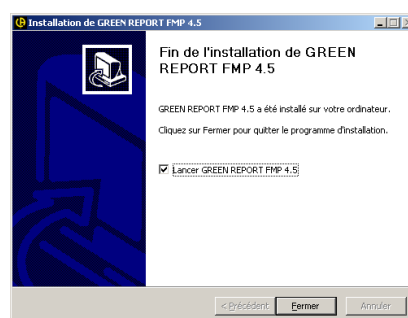 Installation de GREEN REPORT FMP 4.5
Fin de l'installation de GREEN
REPORT FMP 4.5
GREEN REPORT FMP 4.5 a été installé sur votre ordinateur.
Cliquez sur Fermer pour quitter le programme d'installation.
Lancer GREEN REPORT FMP 4.5
< Précédent
Fermer
Annuler